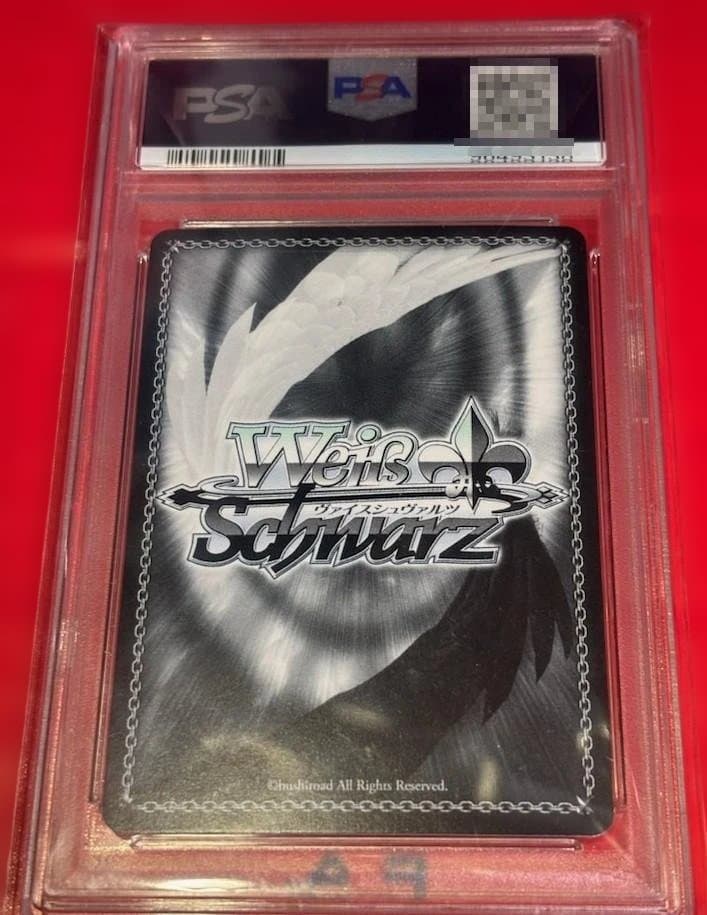 PSA PSA
Weiß
ヴァイスシュヴァルツ
Schwarz
©bushiroad All Rights Reserved.